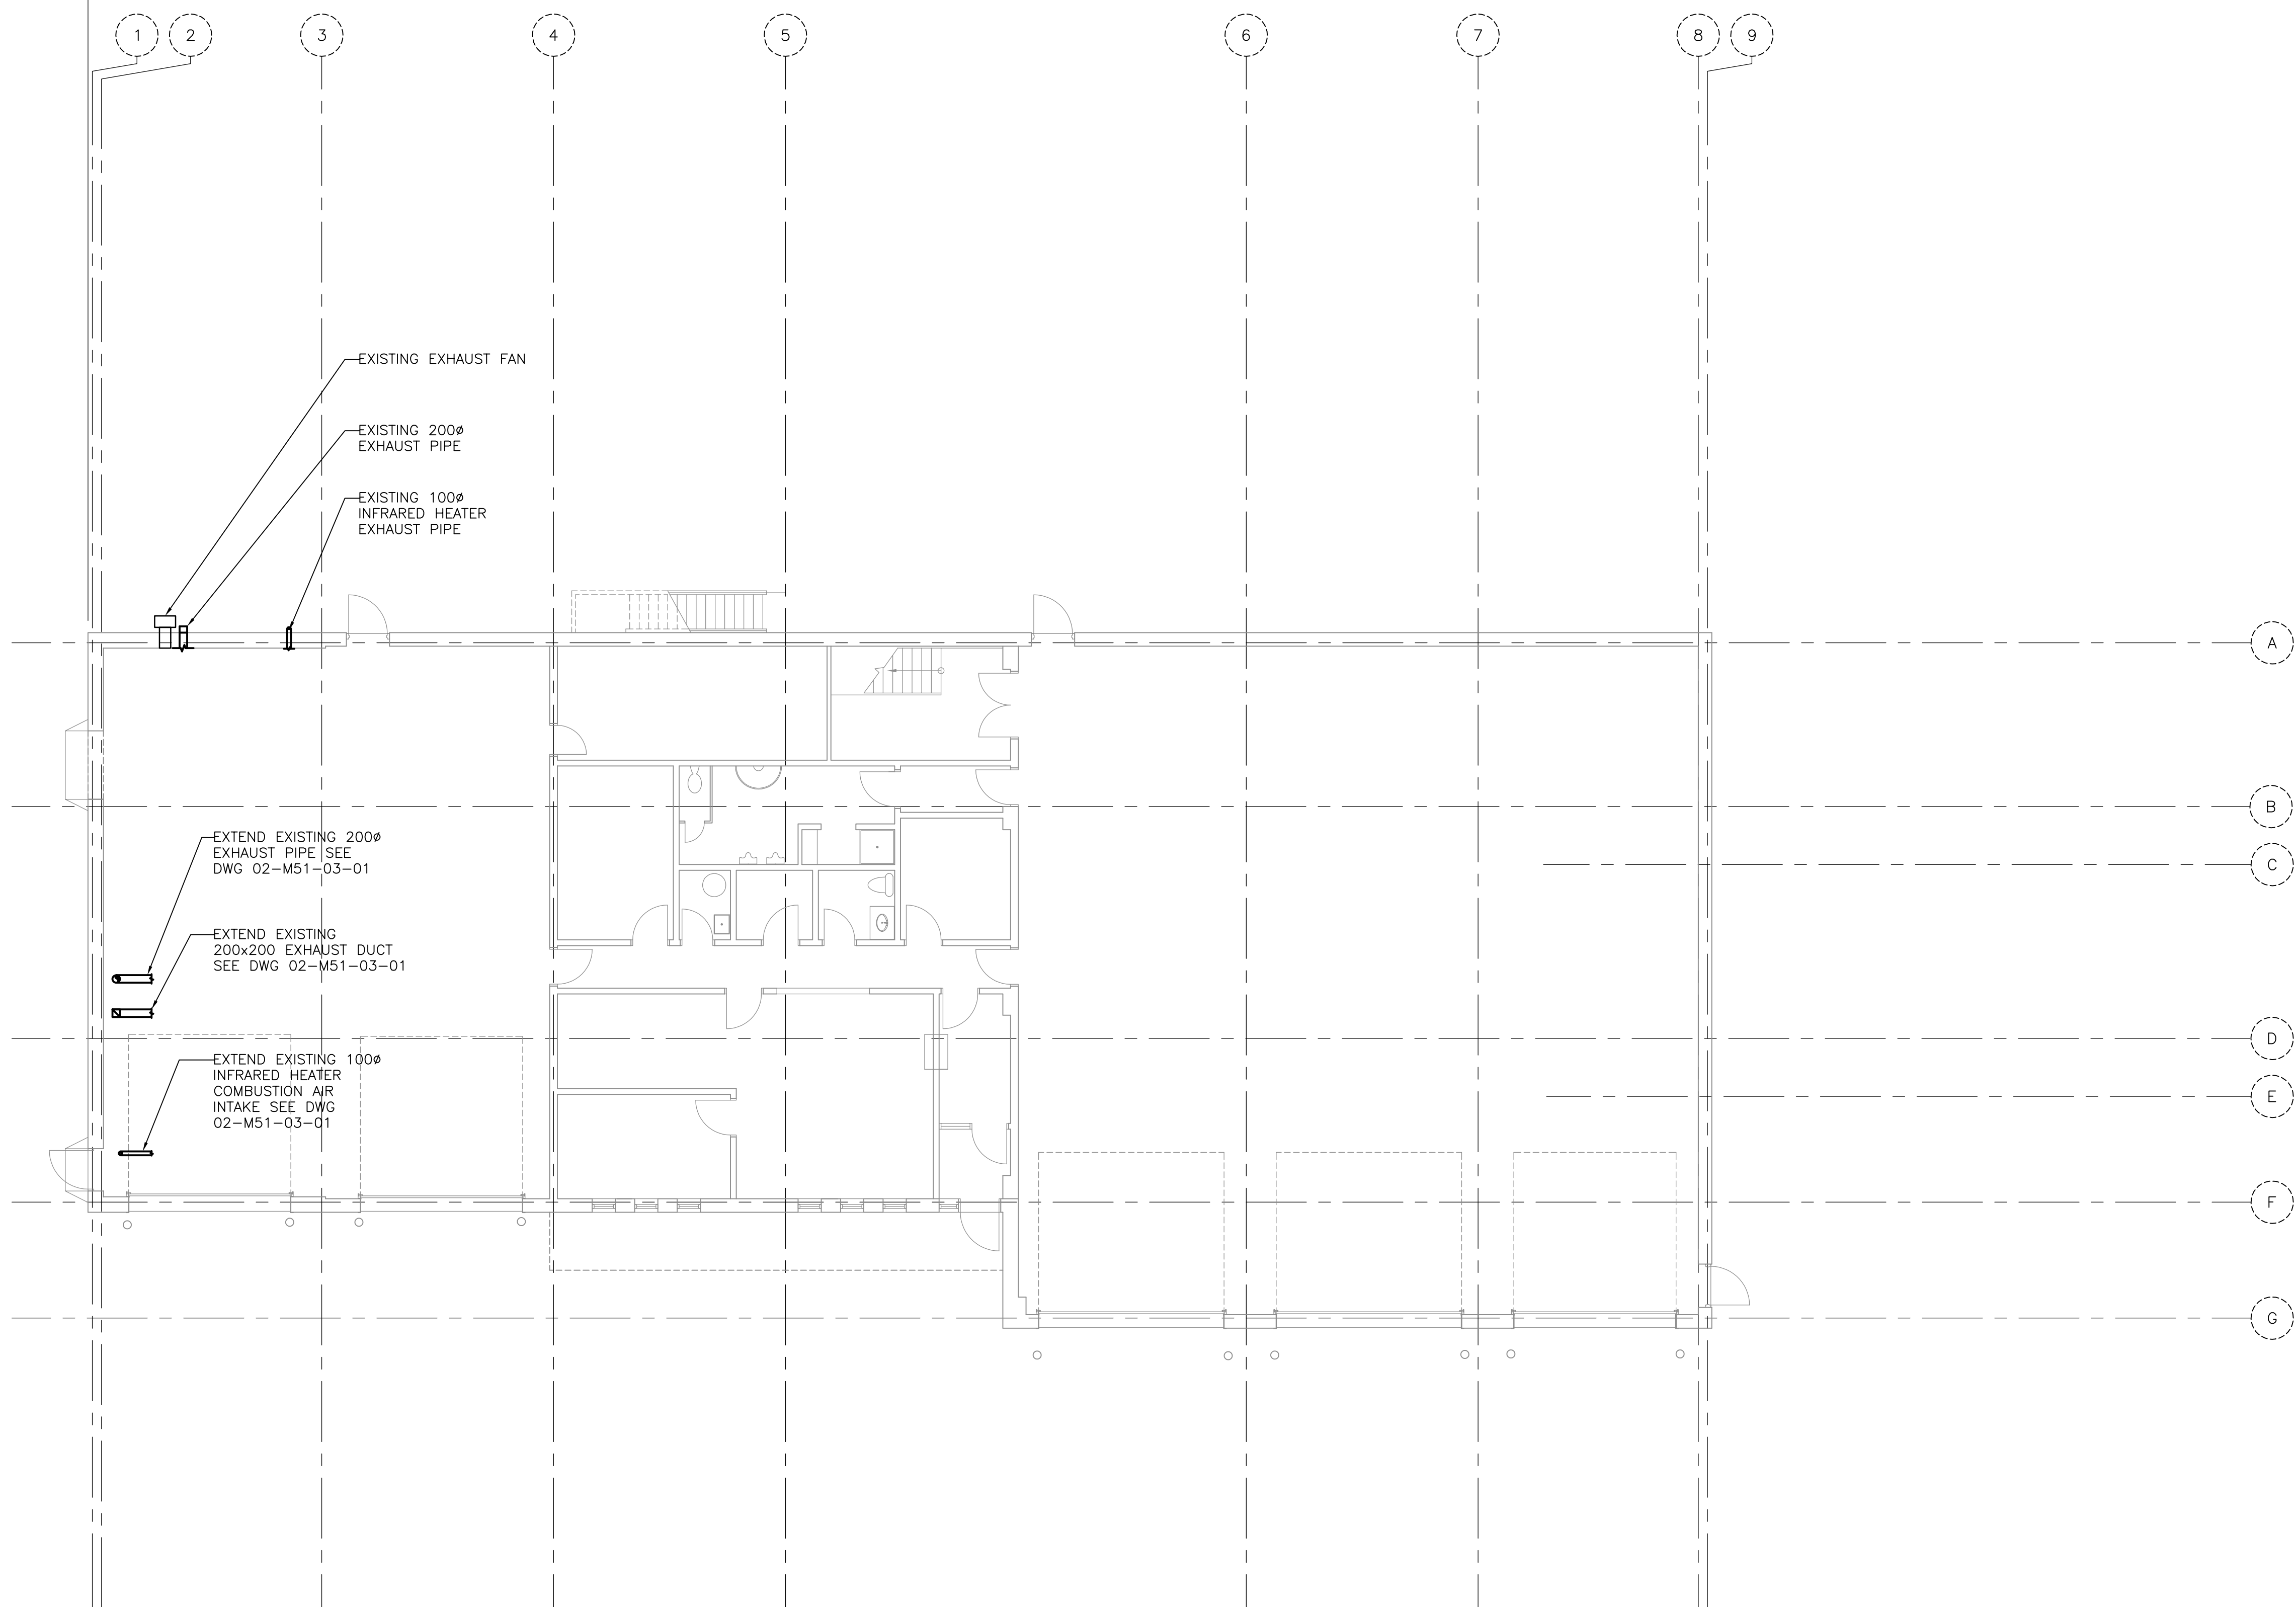 1
2
3
4
5
6
7
8
9
EXISTING EXHAUST FAN
EXISTING 200ø
EXHAUST PIPE
EXISTING 100ø
INFRARED HEATER
EXHAUST PIPE
A
B
EXTEND EXISTING 200ø
EXHAUST PIPE SEE
DWG 02-M51-03-01
C
EXTEND EXISTING
200x200 EXHAUST DUCT
SEE DWG 02-M51-03-01
D
EXTEND EXISTING 100ø
INFRARED HEATER
COMBUSTION AIR
INTAKE SEE DWG
02-M51-03-01
E
F
G